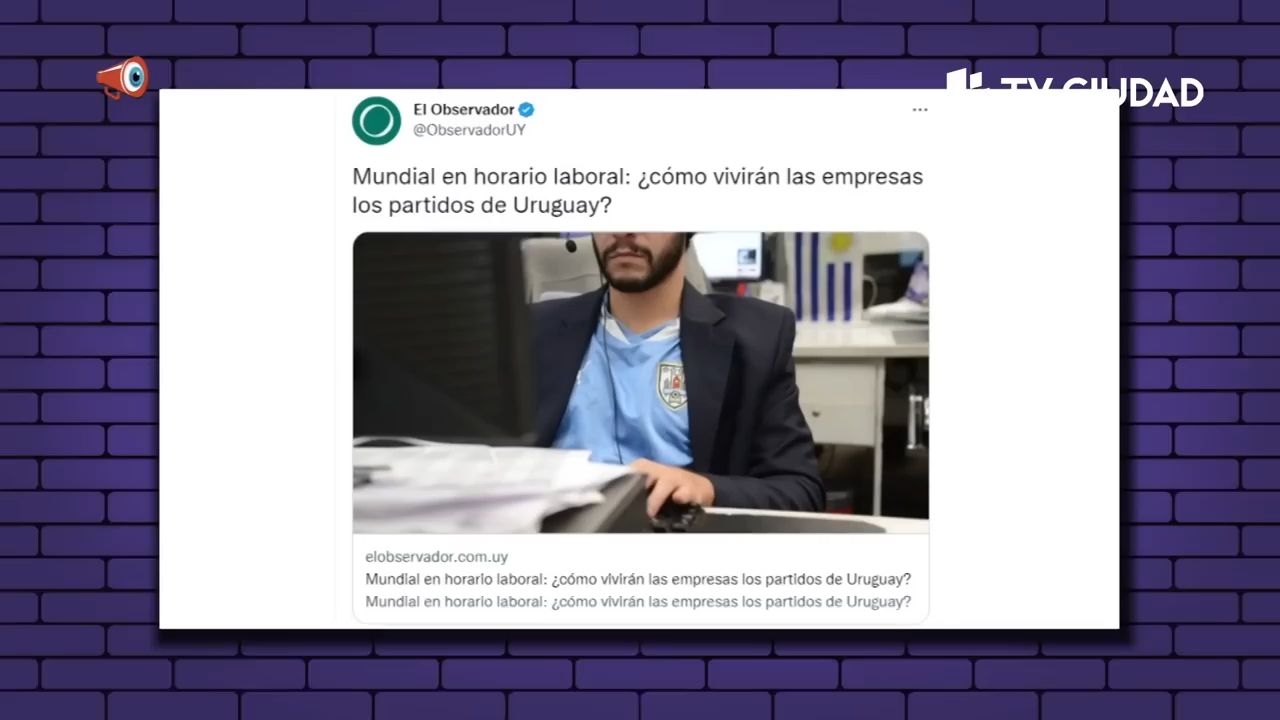 TV CIUDAD
El Observador
@ObservadorUY
Mundial en horario laboral: ¿cómo vivirán las empresas
los partidos de Uruguay?
elobservador.com.uy
Mundial en horario laboral: ¿cómo vivirán las empresas los partidos de Uruguay?
Mundial en horario laboral: ¿cómo vivirán las empresas los partidos de Uruguay?